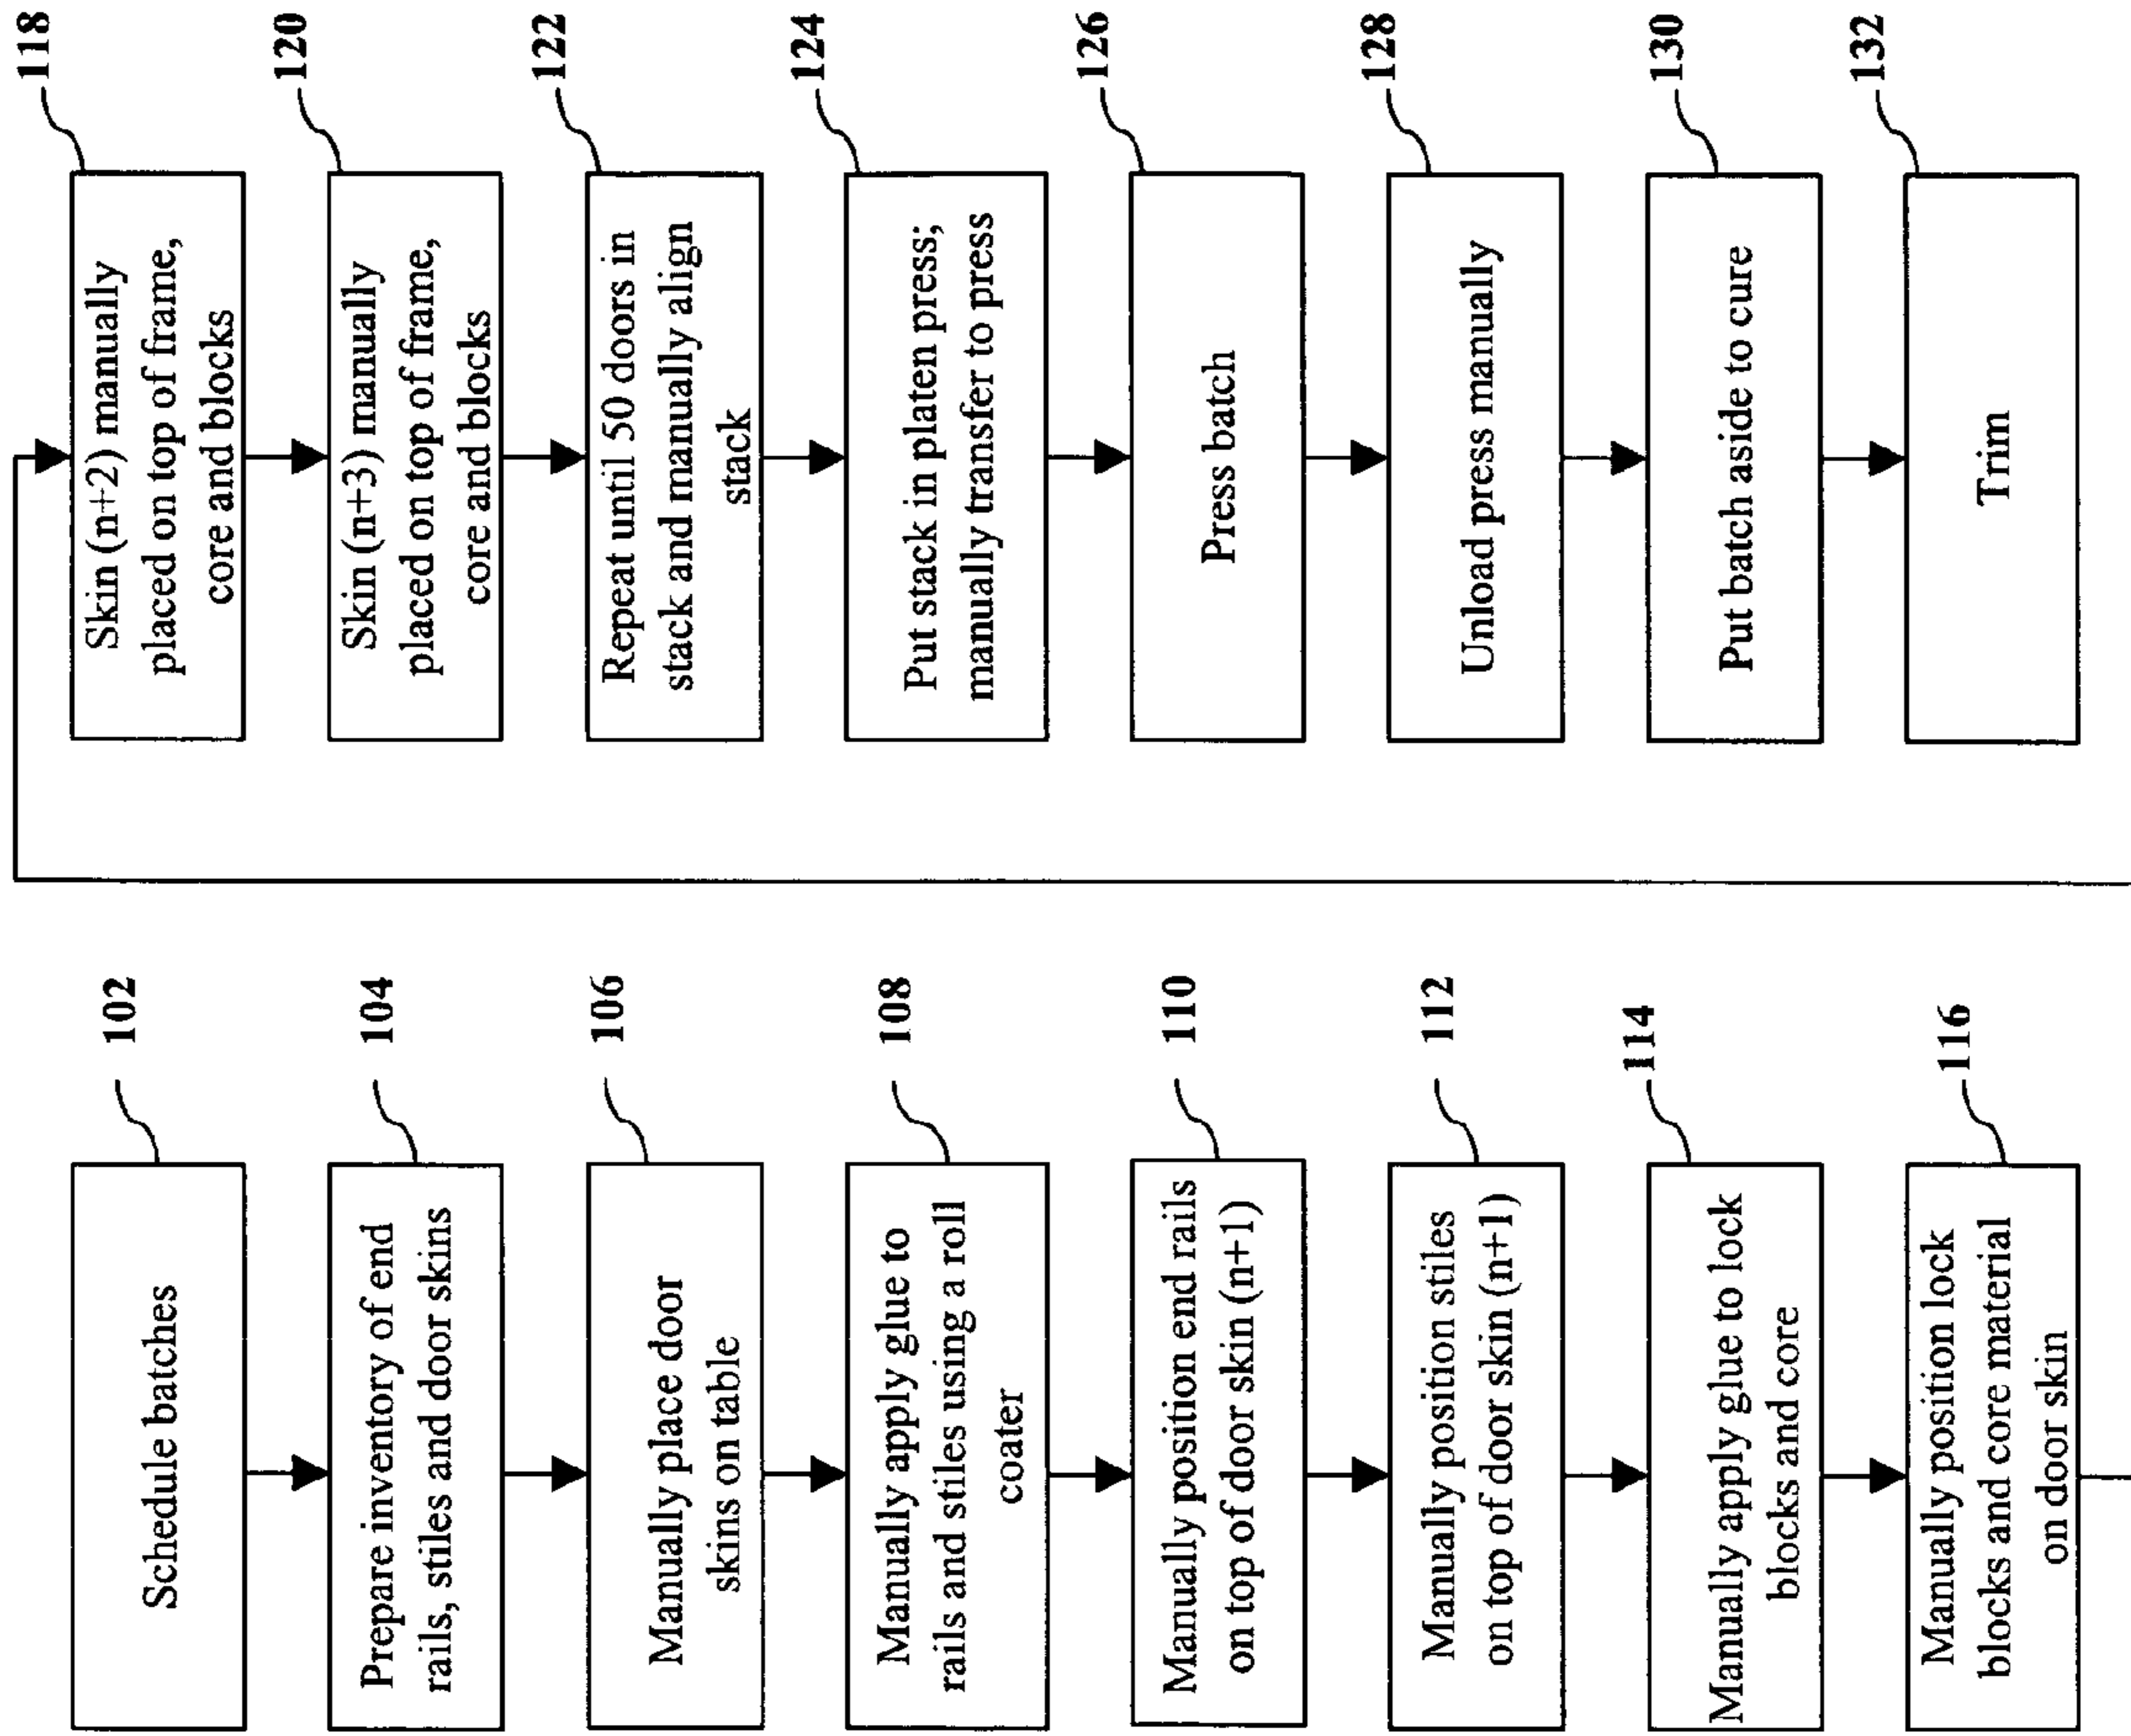 102
Schedule batches
104
Prepare inventory of end
rails, stiles and door skins
106
Manually place door
skins on table
108
Manually apply glue to
rails and stiles using a roll
coater
110
Manually position end rails
on top of door skin (n+1)
112
Manually position stiles
on top of door skin (n+1)
114
Manually apply glue to lock
blocks and core
116
Manually position lock
blocks and core material
on door skin
118
Skin (n+2) manually
placed on top of frame,
core and blocks
120
Skin (n+3) manually
placed on top of frame,
core and blocks
122
Repeat until 50 doors in
stack and manually align
stack
124
Put stack in platen press;
manually transfer to press
126
Press batch
128
Unload press manually
130
Put batch aside to cure
132
Trim